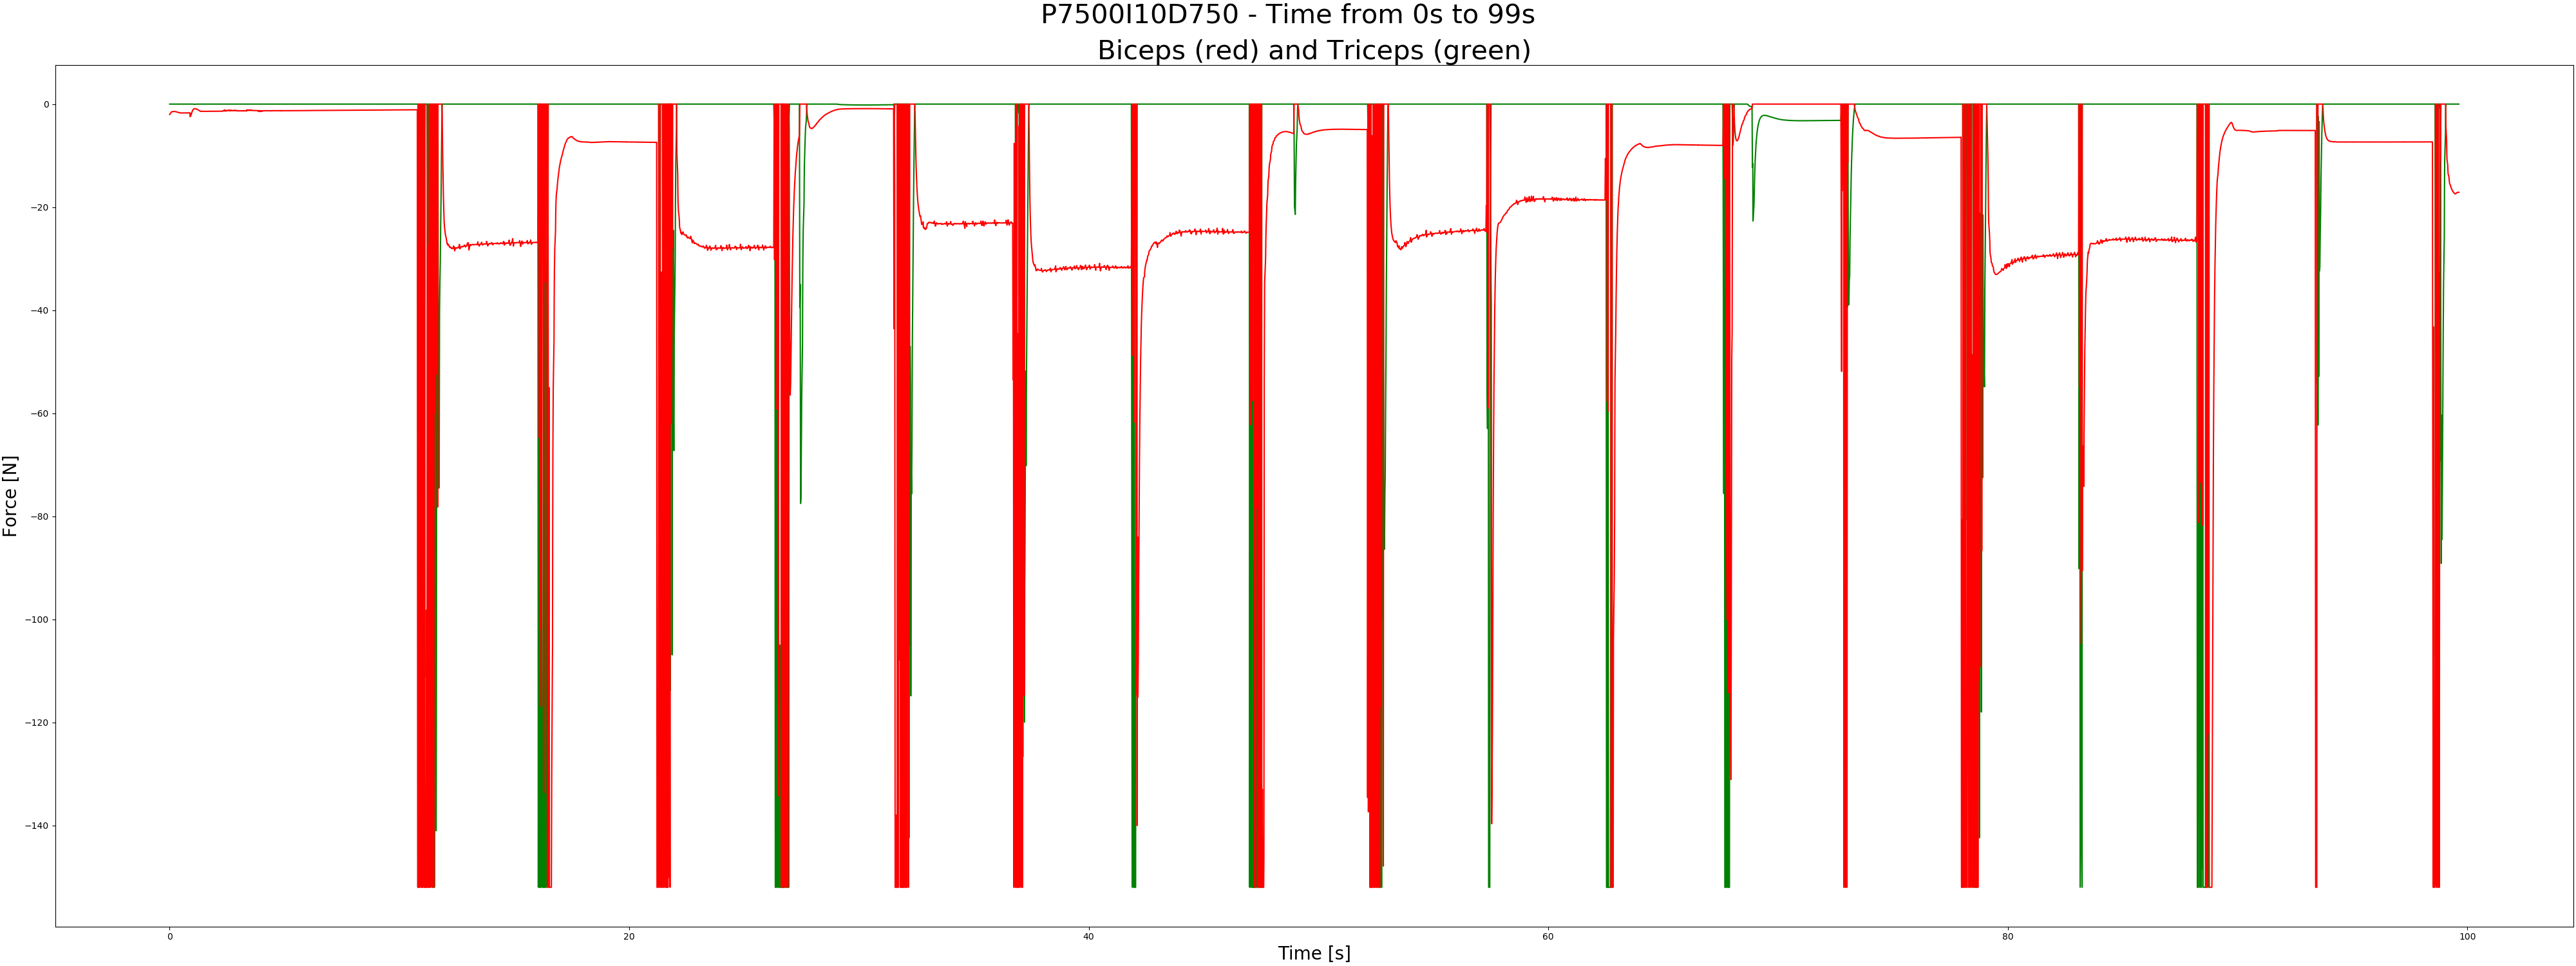 P7500I10D750 - Time from 0s to 99s
Biceps (red) and Triceps (green)
0
−20
−40
−60
−80
−100
−120
−140
Force [N]
0 20 40 60 80 100
Time [s]